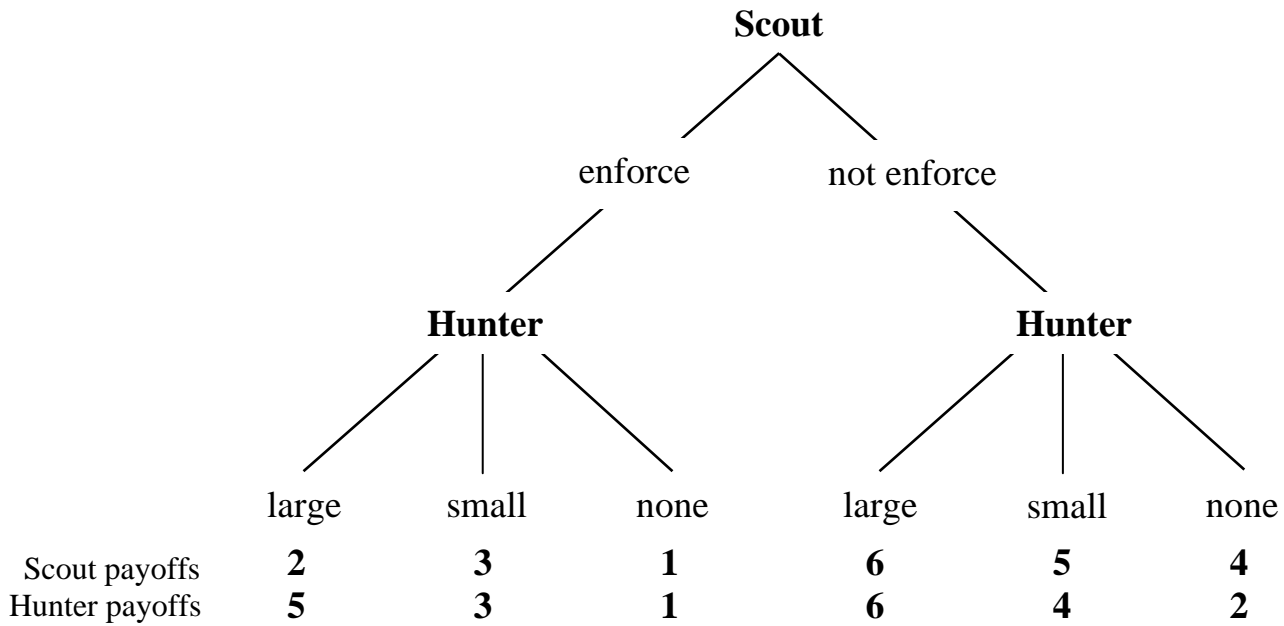 Scout
enforce not enforce
Hunter Hunter
large small none large small none
Scout payoffs 2 3 1 6 5 4
Hunter payoffs 5 3 1 6 4 2